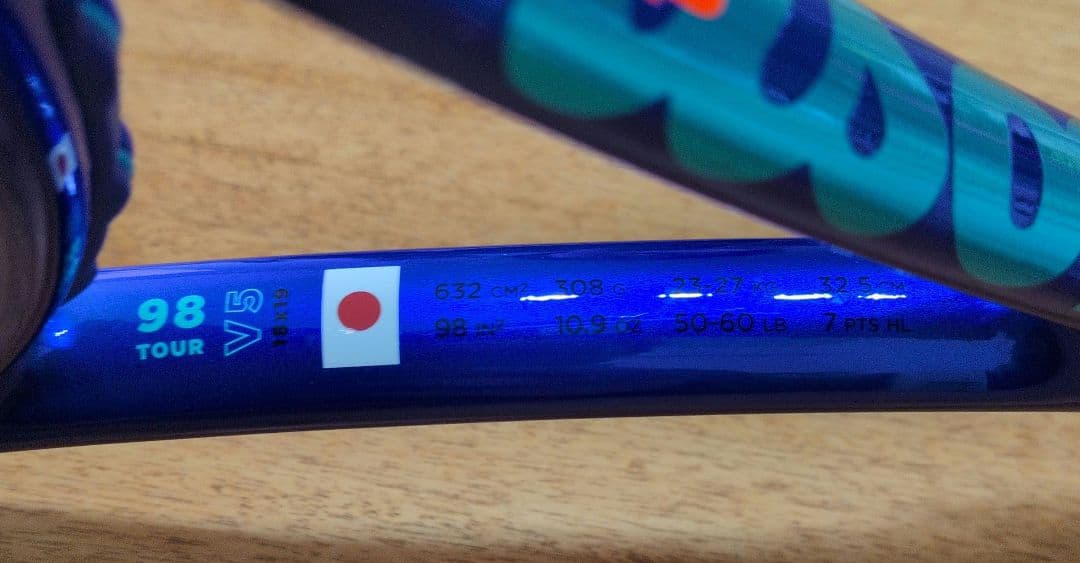 98
TOUR
V5
18x19
632 CM² 308 G 23-27 KG 32.5 CM
98 IN² 10.9 OZ 50-60 LB 7 PTS HL